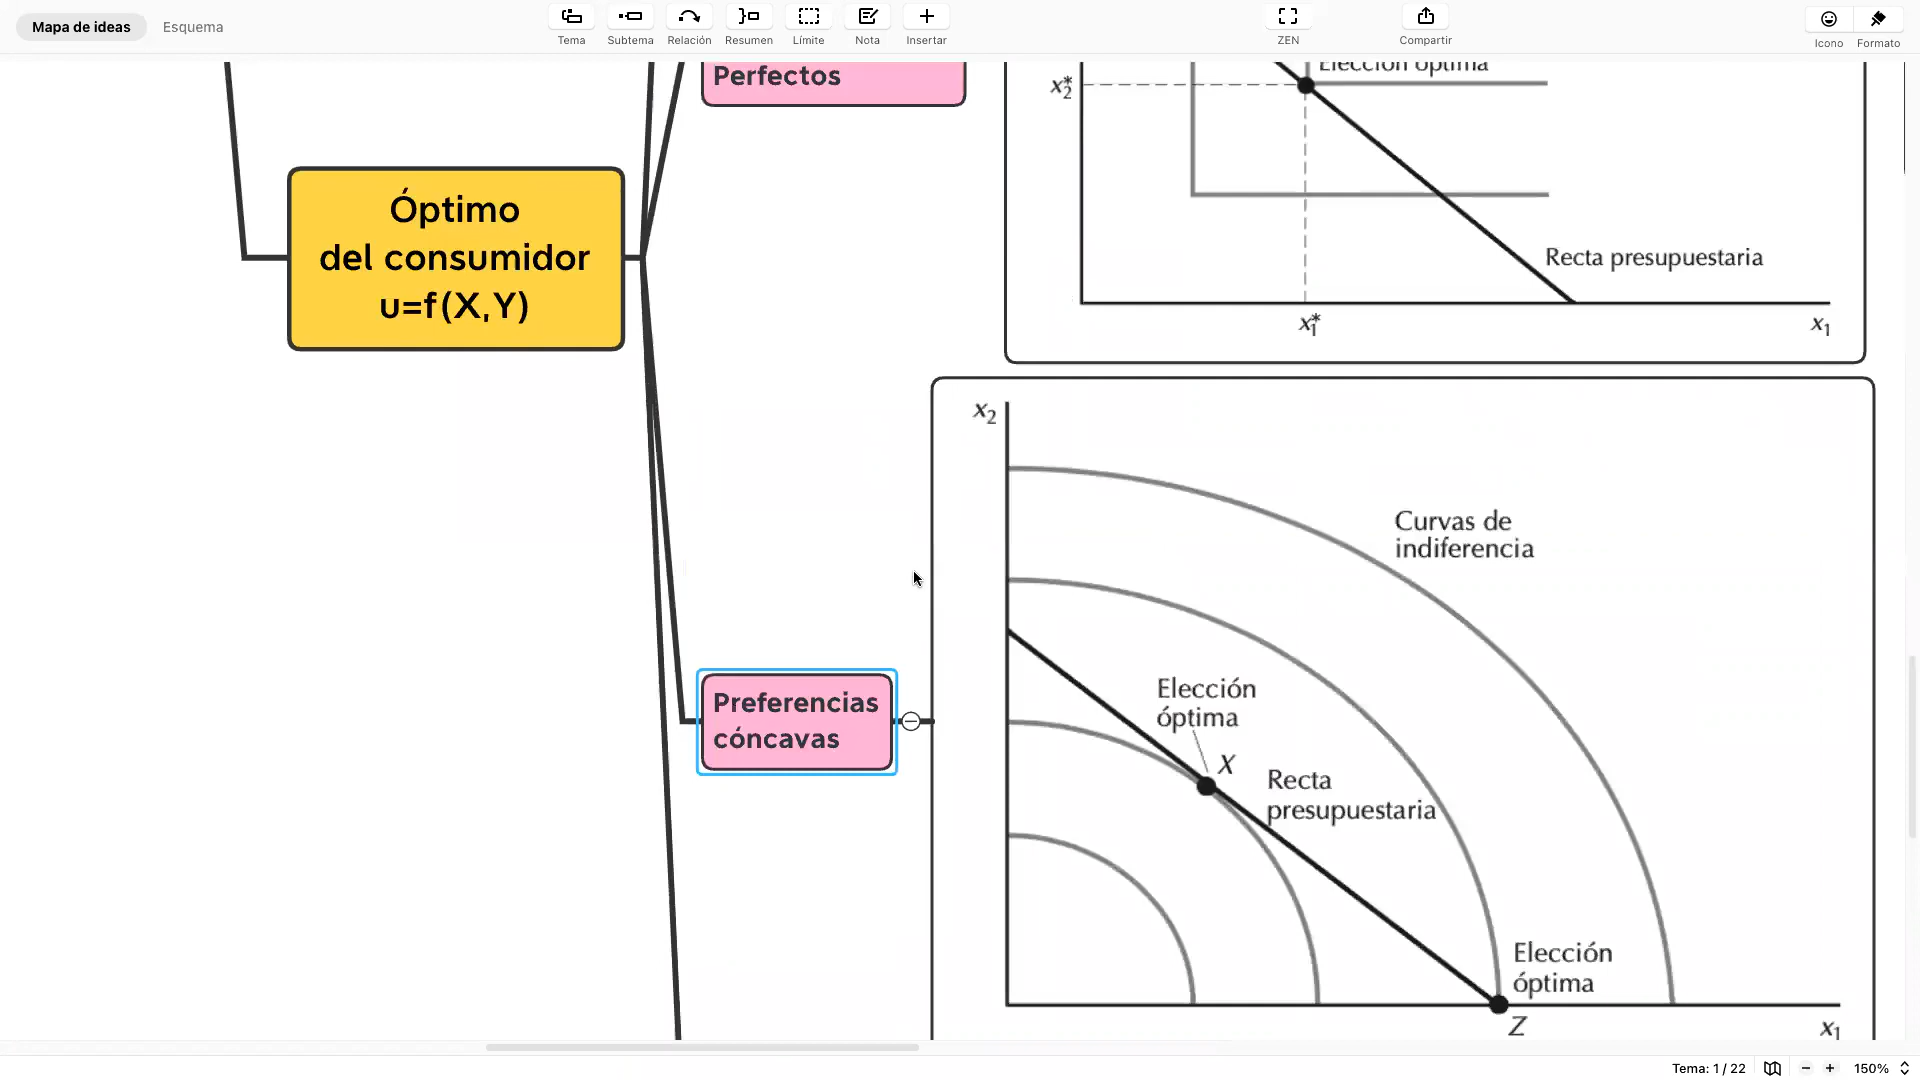 Mapa de ideas
Esquema
Tema
Subtema
Relación
Resumen
Límite
Nota
Insertar
ZEN
Compartir
Icono
Formato
Perfectos
Elección óptima
x₂*
Recta presupuestaria
x₁*
x₁
Óptimo
del consumidor
u=f(X,Y)
x₂
Curvas de
indiferencia
Elección
óptima
X
Recta
presupuestaria
Preferencias
cóncavas
Elección
óptima
Z
x₁
Tema: 1 / 22
150%